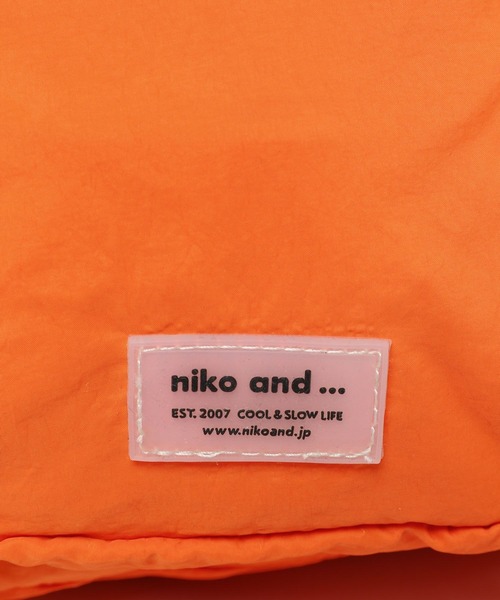 niko and ...
EST. 2007 COOL & SLOW LIFE
www.nikoand.jp